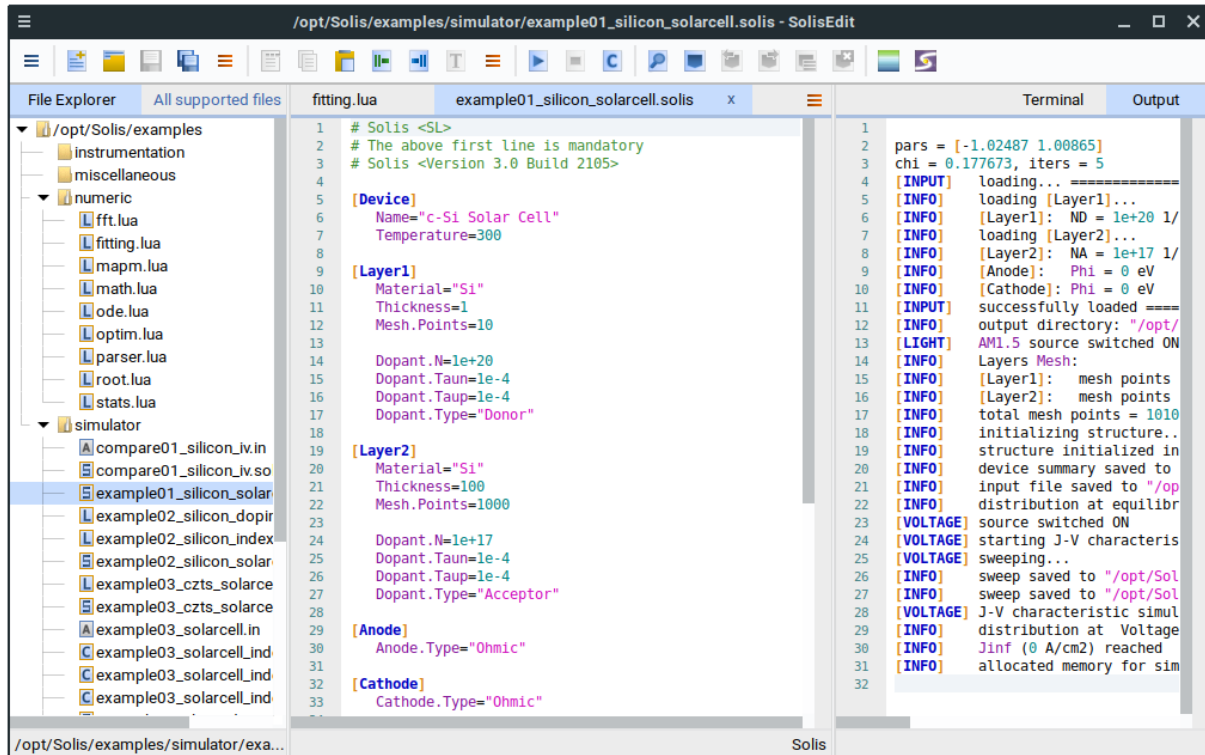 /opt/Solis/examples/simulator/example01_silicon_solarcell.solis - SolisEdit
File Explorer
All supported files
/opt/Solis/examples
instrumentation
miscellaneous
numeric
fft.lua
fitting.lua
mapm.lua
math.lua
ode.lua
optim.lua
parser.lua
root.lua
stats.lua
simulator
compare01_silicon_iv.in
compare01_silicon_iv.so
example01_silicon_solar
example02_silicon_dopir
example02_silicon_index
example02_silicon_solar
example03_czts_solarce
example03_czts_solarce
example03_solarcell.in
example03_solarcell_ind
example03_solarcell_ind
example03_solarcell_ind
/opt/Solis/examples/simulator/exa...
fitting.lua
example01_silicon_solarcell.solis x
1 # Solis <SL>
2 # The above first line is mandatory
3 # Solis <Version 3.0 Build 2105>
4
5 [Device]
6 Name="c-Si Solar Cell"
7 Temperature=300
8
9 [Layer1]
10 Material="Si"
11 Thickness=1
12 Mesh.Points=10
13
14 Dopant.N=1e+20
15 Dopant.Taun=1e-4
16 Dopant.Taup=1e-4
17 Dopant.Type="Donor"
18
19 [Layer2]
20 Material="Si"
21 Thickness=100
22 Mesh.Points=1000
23
24 Dopant.N=1e+17
25 Dopant.Taun=1e-4
26 Dopant.Taup=1e-4
27 Dopant.Type="Acceptor"
28
29 [Anode]
30 Anode.Type="Ohmic"
31
32 [Cathode]
33 Cathode.Type="Ohmic"
Solis
Terminal
Output
1
2 pars = [-1.02487 1.00865]
3 chi = 0.177673, iters = 5
4 [INPUT] loading... =============
5 [INFO] loading [Layer1]...
6 [INFO] [Layer1]: ND = 1e+20 1/
7 [INFO] loading [Layer2]...
8 [INFO] [Layer2]: NA = 1e+17 1/
9 [INFO] [Anode]: Phi = 0 eV
10 [INFO] [Cathode]: Phi = 0 eV
11 [INPUT] successfully loaded ====
12 [INFO] output directory: "/opt/
13 [LIGHT] AM1.5 source switched ON
14 [INFO] Layers Mesh:
15 [INFO] [Layer1]: mesh points
16 [INFO] [Layer2]: mesh points
17 [INFO] total mesh points = 1010
18 [INFO] initializing structure..
19 [INFO] structure initialized in
20 [INFO] device summary saved to
21 [INFO] input file saved to "/op
22 [INFO] distribution at equilibr
23 [VOLTAGE] source switched ON
24 [VOLTAGE] starting J-V characteris
25 [VOLTAGE] sweeping...
26 [INFO] sweep saved to "/opt/Sol
27 [INFO] sweep saved to "/opt/Sol
28 [VOLTAGE] J-V characteristic simul
29 [INFO] distribution at Voltage
30 [INFO] Jinf (0 A/cm2) reached
31 [INFO] allocated memory for sim
32